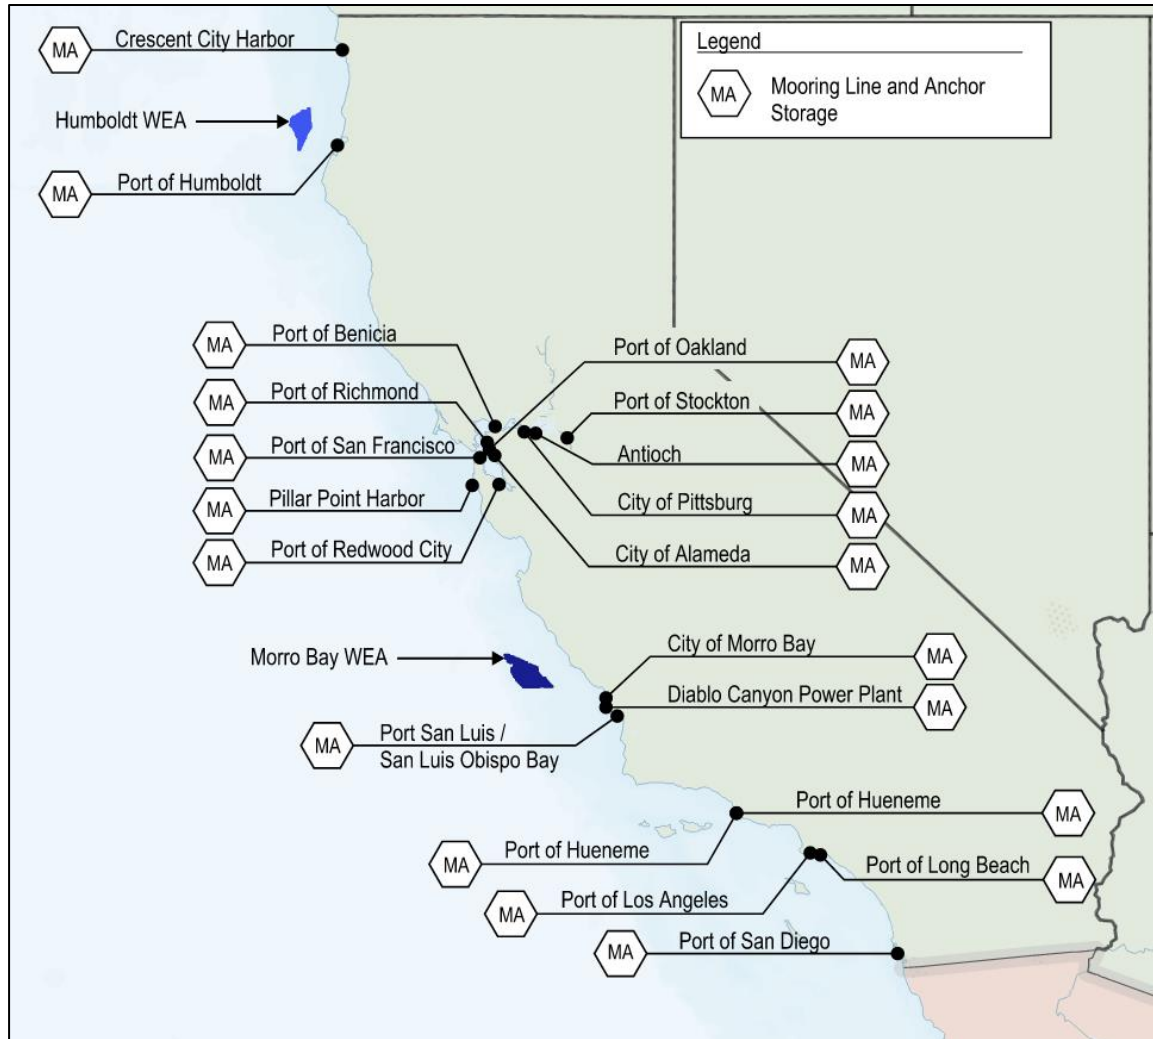 MA Crescent City Harbor
Legend
MA Mooring Line and Anchor
Storage
Humboldt WEA
MA Port of Humboldt
MA Port of Benicia
MA Port of Richmond
MA Port of San Francisco
MA Pillar Point Harbor
MA Port of Redwood City
Port of Oakland MA
Port of Stockton MA
Antioch MA
City of Pittsburg MA
City of Alameda MA
Morro Bay WEA
City of Morro Bay MA
Diablo Canyon Power Plant MA
MA Port San Luis /
San Luis Obispo Bay
Port of Hueneme MA
MA Port of Hueneme
Port of Long Beach MA
MA Port of Los Angeles
MA Port of San Diego